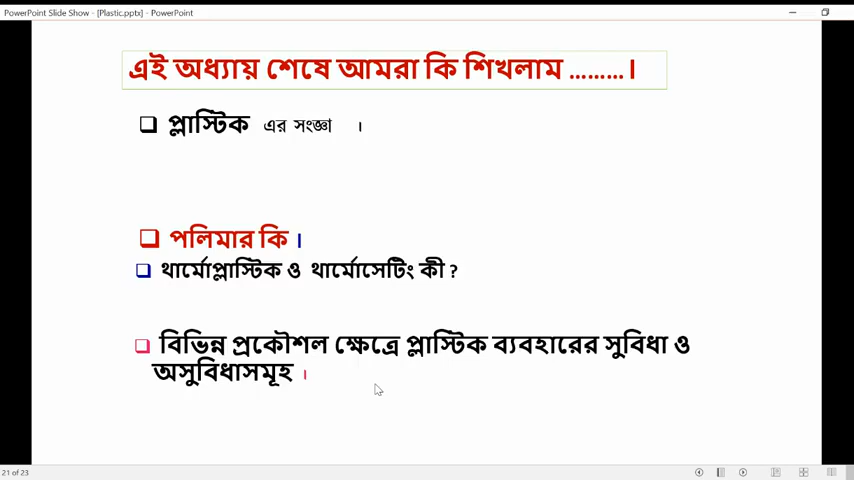 PowerPoint Slide Show - [Plastic.pptx] - PowerPoint
এই অধ্যায় শেষে আমরা কি শিখলাম .........।
প্লাস্টিক এর সংজ্ঞা ।
পলিমার কি ।
থার্মোপ্লাস্টিক ও থার্মোসেটিং কী ?
বিভিন্ন প্রকৌশল ক্ষেত্রে প্লাস্টিক ব্যবহারের সুবিধা ও
অসুবিধাসমূহ ।
21 of 23